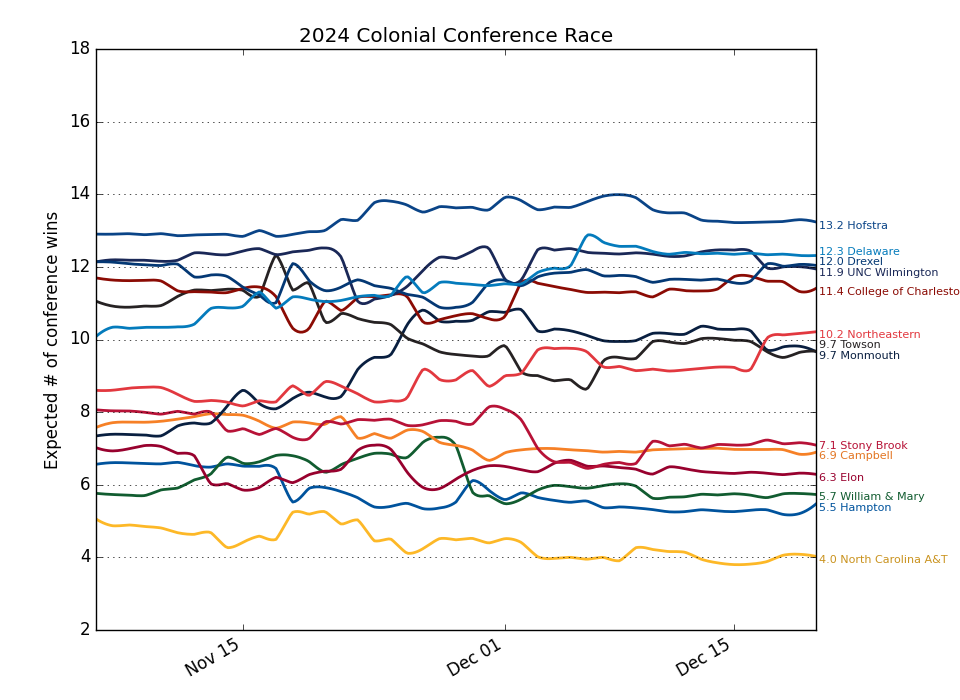 2024 Colonial Conference Race
Expected # of conference wins
18
16
14
12
10
8
6
4
2
Nov 15
Dec 01
Dec 15
13.2 Hofstra
12.3 Delaware
12.0 Drexel
11.9 UNC Wilmington
11.4 College of Charlesto
10.2 Northeastern
9.7 Towson
9.7 Monmouth
7.1 Stony Brook
6.9 Campbell
6.3 Elon
5.7 William & Mary
5.5 Hampton
4.0 North Carolina A&T